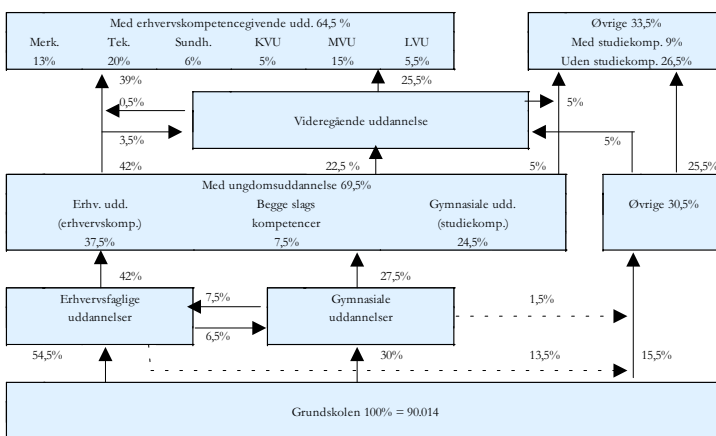 Med erhvervskompetencegivende udd. 64,5 %
Merk. Tek. Sundh. KVU MVU LVU
13% 20% 6% 5% 15% 5,5%
Øvrige 33,5%
Med studiekomp. 9%
Uden studiekomp. 26,5%
39%
25,5%
0,5%
5%
Videregående uddannelse
3,5%
5%
42%
22,5 %
5%
25,5%
Med ungdomsuddannelse 69,5%
Erhv. udd.
(erhvervskomp.)
37,5%
Begge slags
kompetencer
7,5%
Gymnasiale udd.
(studiekomp.)
24,5%
Øvrige 30,5%
42%
27,5%
Erhvervsfaglige
uddannelser
7,5%
6,5%
Gymnasiale
uddannelser
1,5%
54,5%
30%
13,5%
15,5%
Grundskolen 100% = 90.014